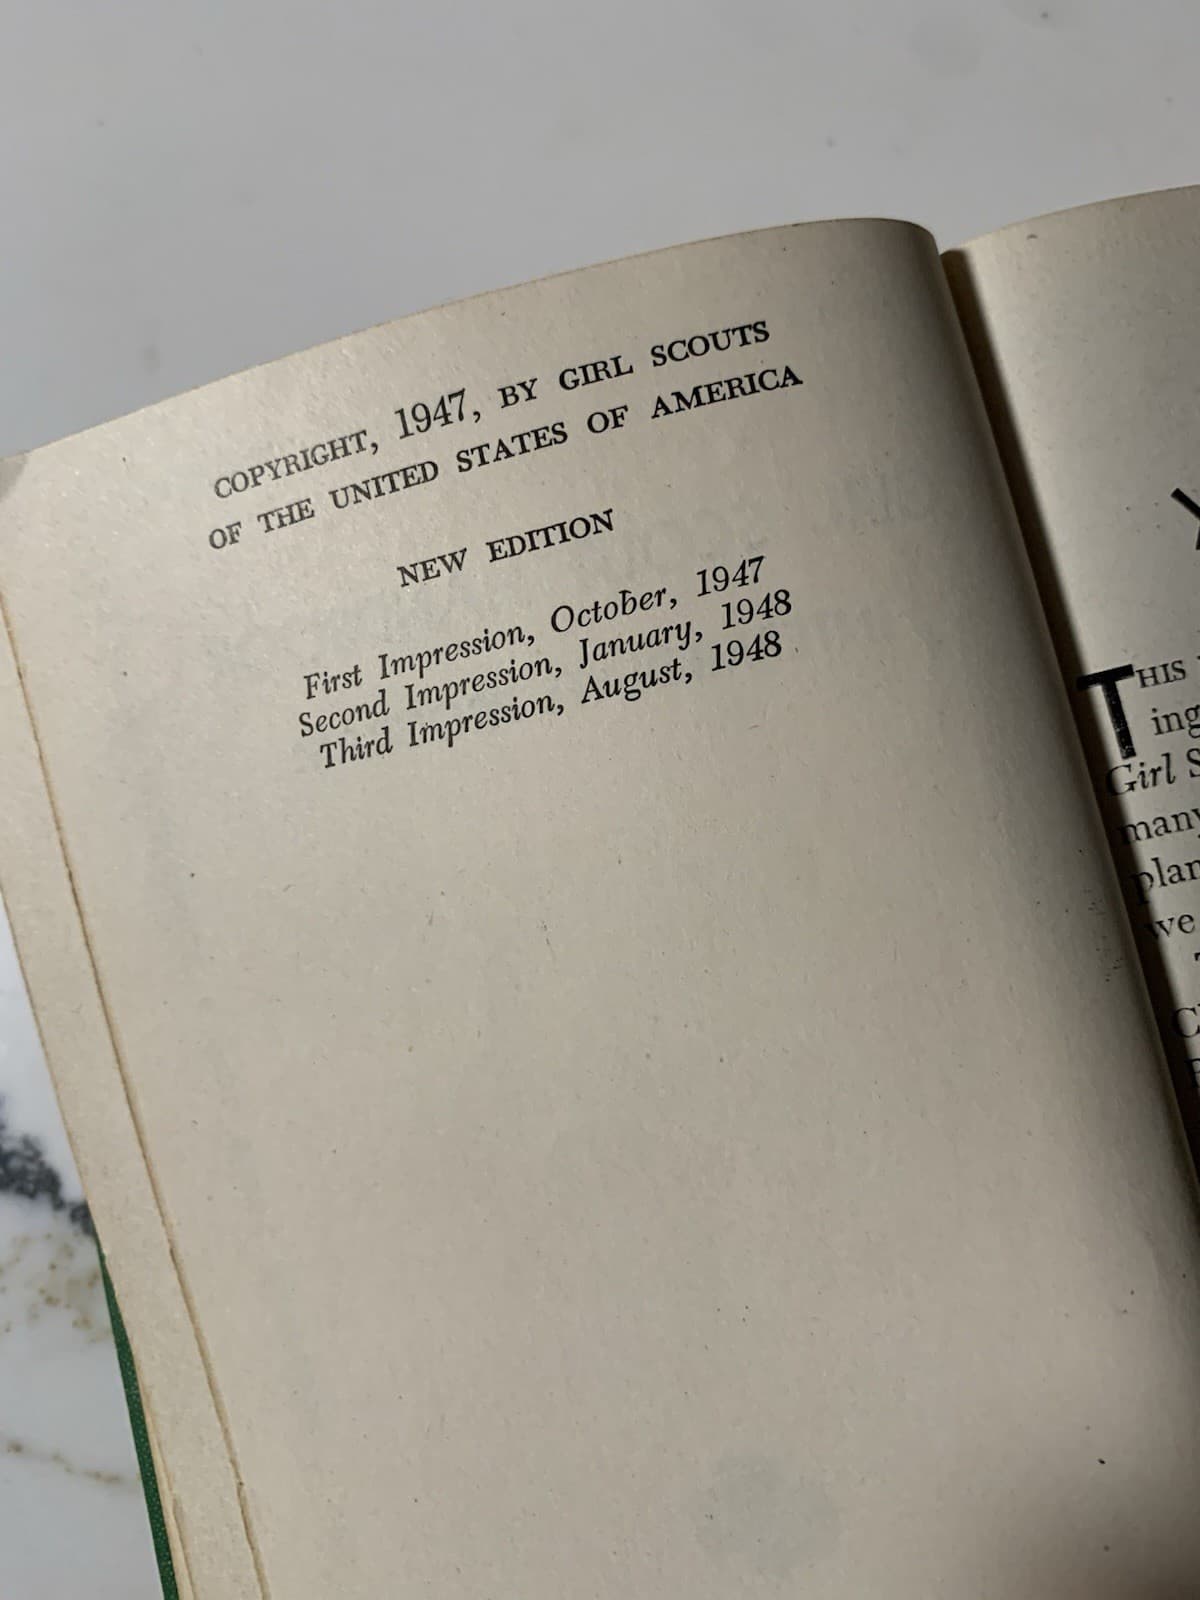 COPYRIGHT, 1947, BY GIRL SCOUTS
OF THE UNITED STATES OF AMERICA
NEW EDITION
First Impression, October, 1947
Second Impression, January, 1948
Third Impression, August, 1948
THIS
ing
Girl S
many
plan
we